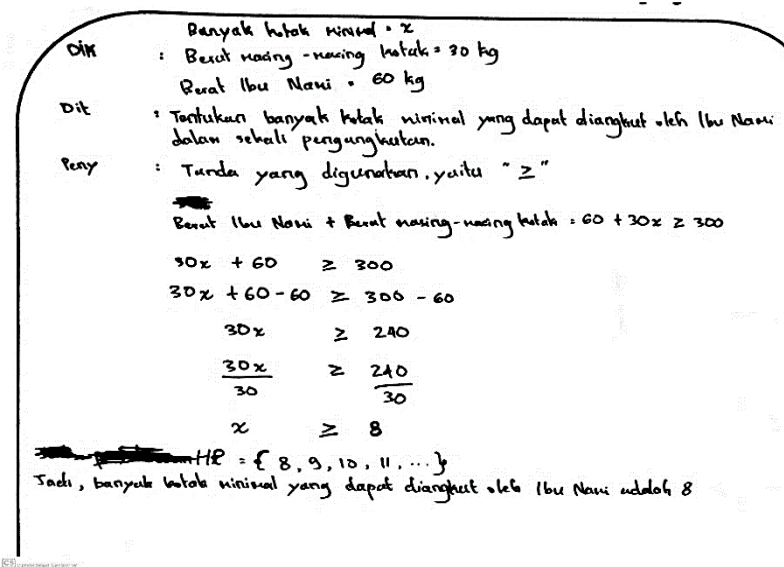 Banyak kotak minimal = x
Dik : Berat masing-masing kotak = 30 kg
Berat Ibu Nani = 60 kg
Dit : Tentukan banyak kotak minimal yang dapat diangkut oleh Ibu Nani
dalam sekali pengangkutan.
Peny : Tanda yang digunakan, yaitu "≥"
Berat Ibu Nani + Berat masing-masing kotak = 60 + 30x ≥ 300
30x + 60 ≥ 300
30x + 60 - 60 ≥ 300 - 60
30x ≥ 240
30x/30 ≥ 240/30
x ≥ 8
HP = { 8, 9, 10, 11, ... }
Jadi, banyak kotak minimal yang dapat diangkut oleh Ibu Nani adalah 8
CS